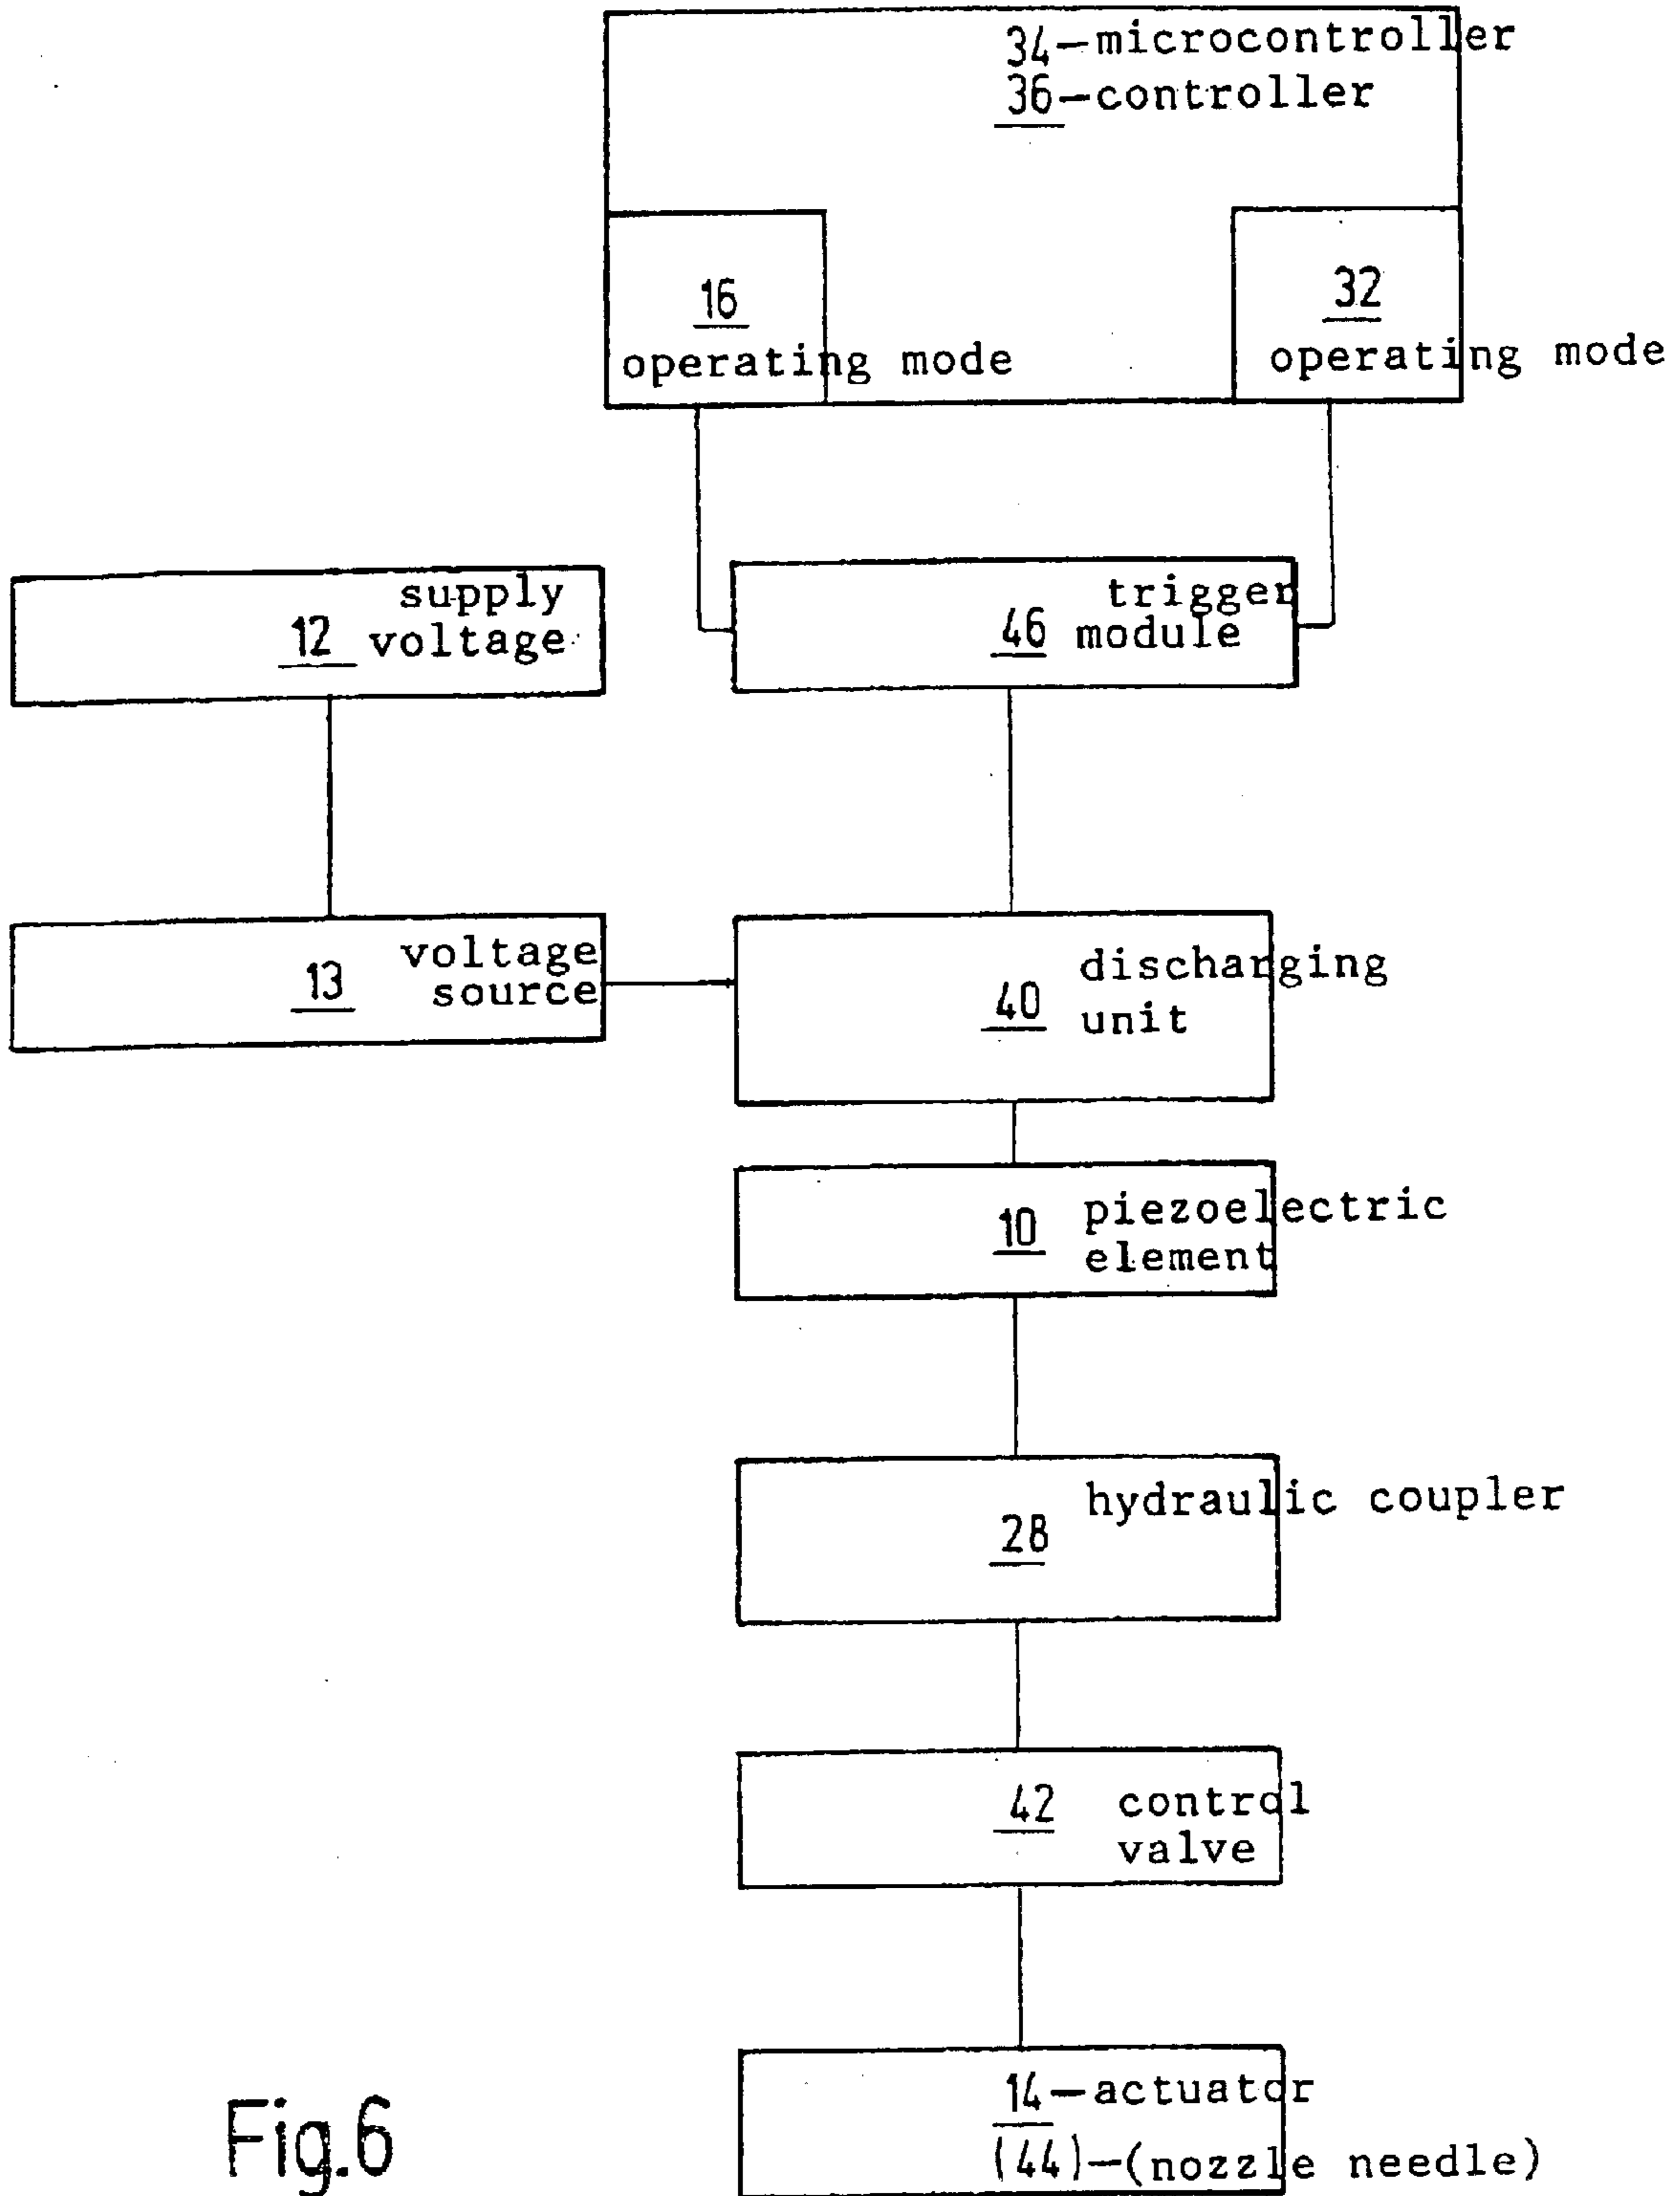 34-microcontroller
36-controller
16
operating mode
32
operating mode
supply
12 voltage
trigger
46 module
voltage
13 source
discharging
40 unit
10 piezoelectric
element
hydraulic coupler
28
42 control
valve
14-actuator
(44)-(nozzle needle)
Fig.6